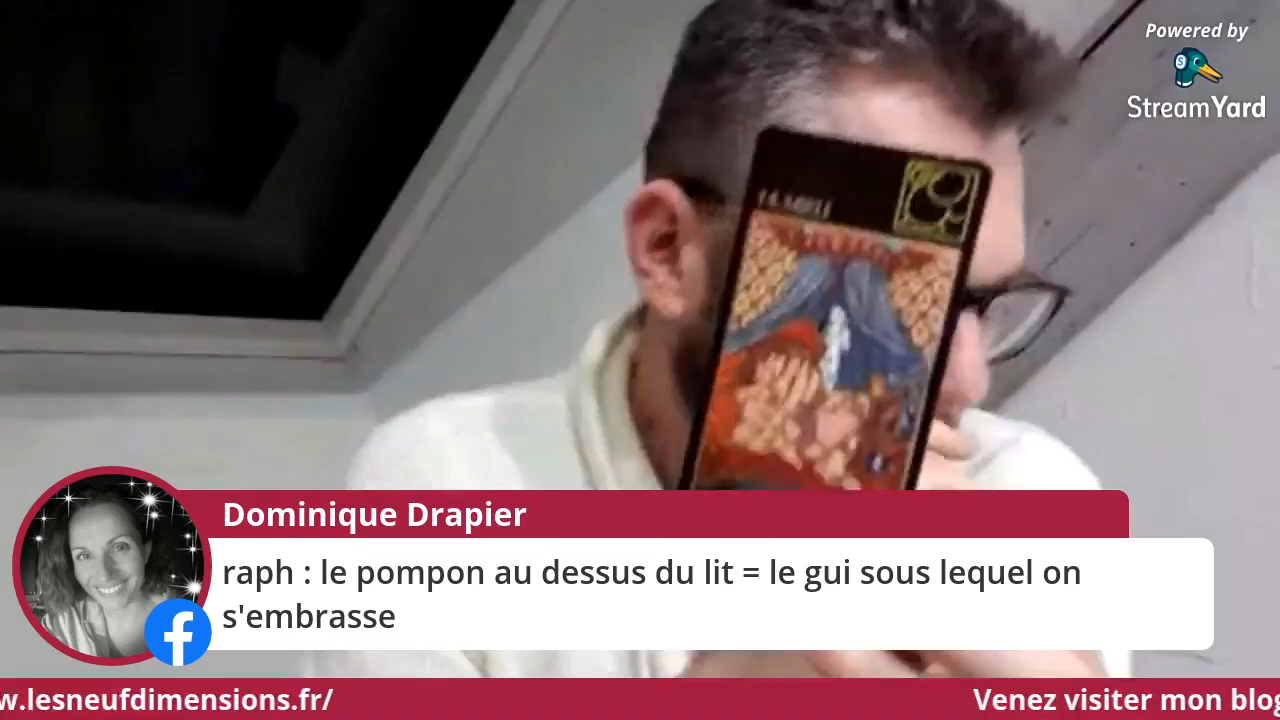 Powered by
StreamYard
Dominique Drapier
raph : le pompon au dessus du lit = le gui sous lequel on
s'embrasse
w.lesneufdimensions.fr/
Venez visiter mon blog